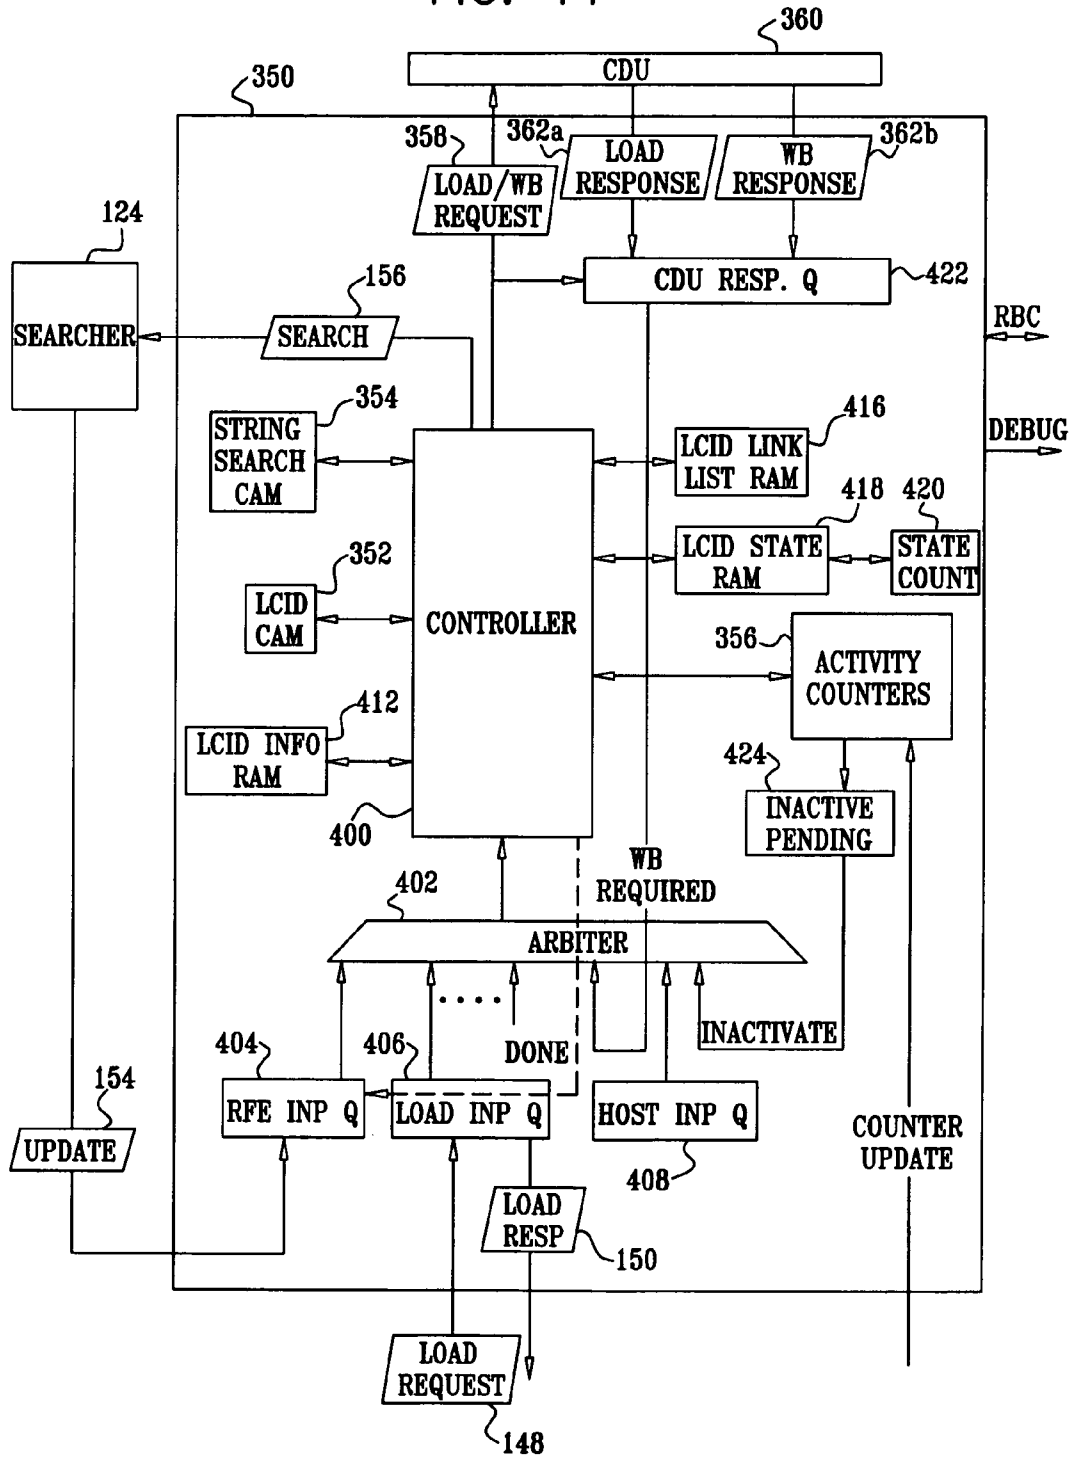 360
CDU
350
358
362a
362b
LOAD
RESPONSE
WB
RESPONSE
LOAD/WB
REQUEST
124
CDU RESP. Q
422
156
SEARCHER
SEARCH
RBC
354
STRING
SEARCH
CAM
416
LCID LINK
LIST RAM
DEBUG
418
420
LCID STATE
RAM
STATE
COUNT
352
LCID
CAM
CONTROLLER
356
ACTIVITY
COUNTERS
412
LCID INFO
RAM
424
INACTIVE
PENDING
400
WB
REQUIRED
402
ARBITER
INACTIVATE
DONE
404
406
RFE INP Q
LOAD INP Q
HOST INP Q
408
154
UPDATE
COUNTER
UPDATE
LOAD
RESP
150
LOAD
REQUEST
148